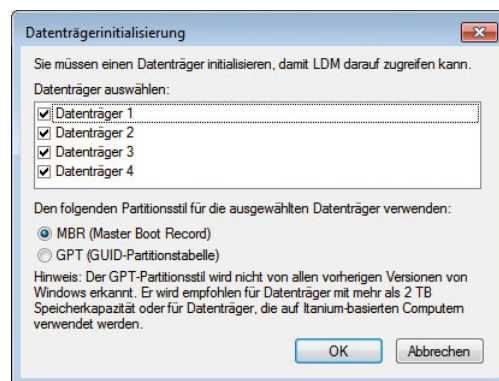 Datenträgerinitialisierung
Sie müssen einen Datenträger initialisieren, damit LDM darauf zugreifen kann.
Datenträger auswählen:
Datenträger 1
Datenträger 2
Datenträger 3
Datenträger 4
Den folgenden Partitionsstil für die ausgewählten Datenträger verwenden:
MBR (Master Boot Record)
GPT (GUID-Partitionstabelle)
Hinweis: Der GPT-Partitionsstil wird nicht von allen vorherigen Versionen von
Windows erkannt. Er wird empfohlen für Datenträger mit mehr als 2 TB
Speicherkapazität oder für Datenträger, die auf Itanium-basierten Computern
verwendet werden.
OK Abbrechen